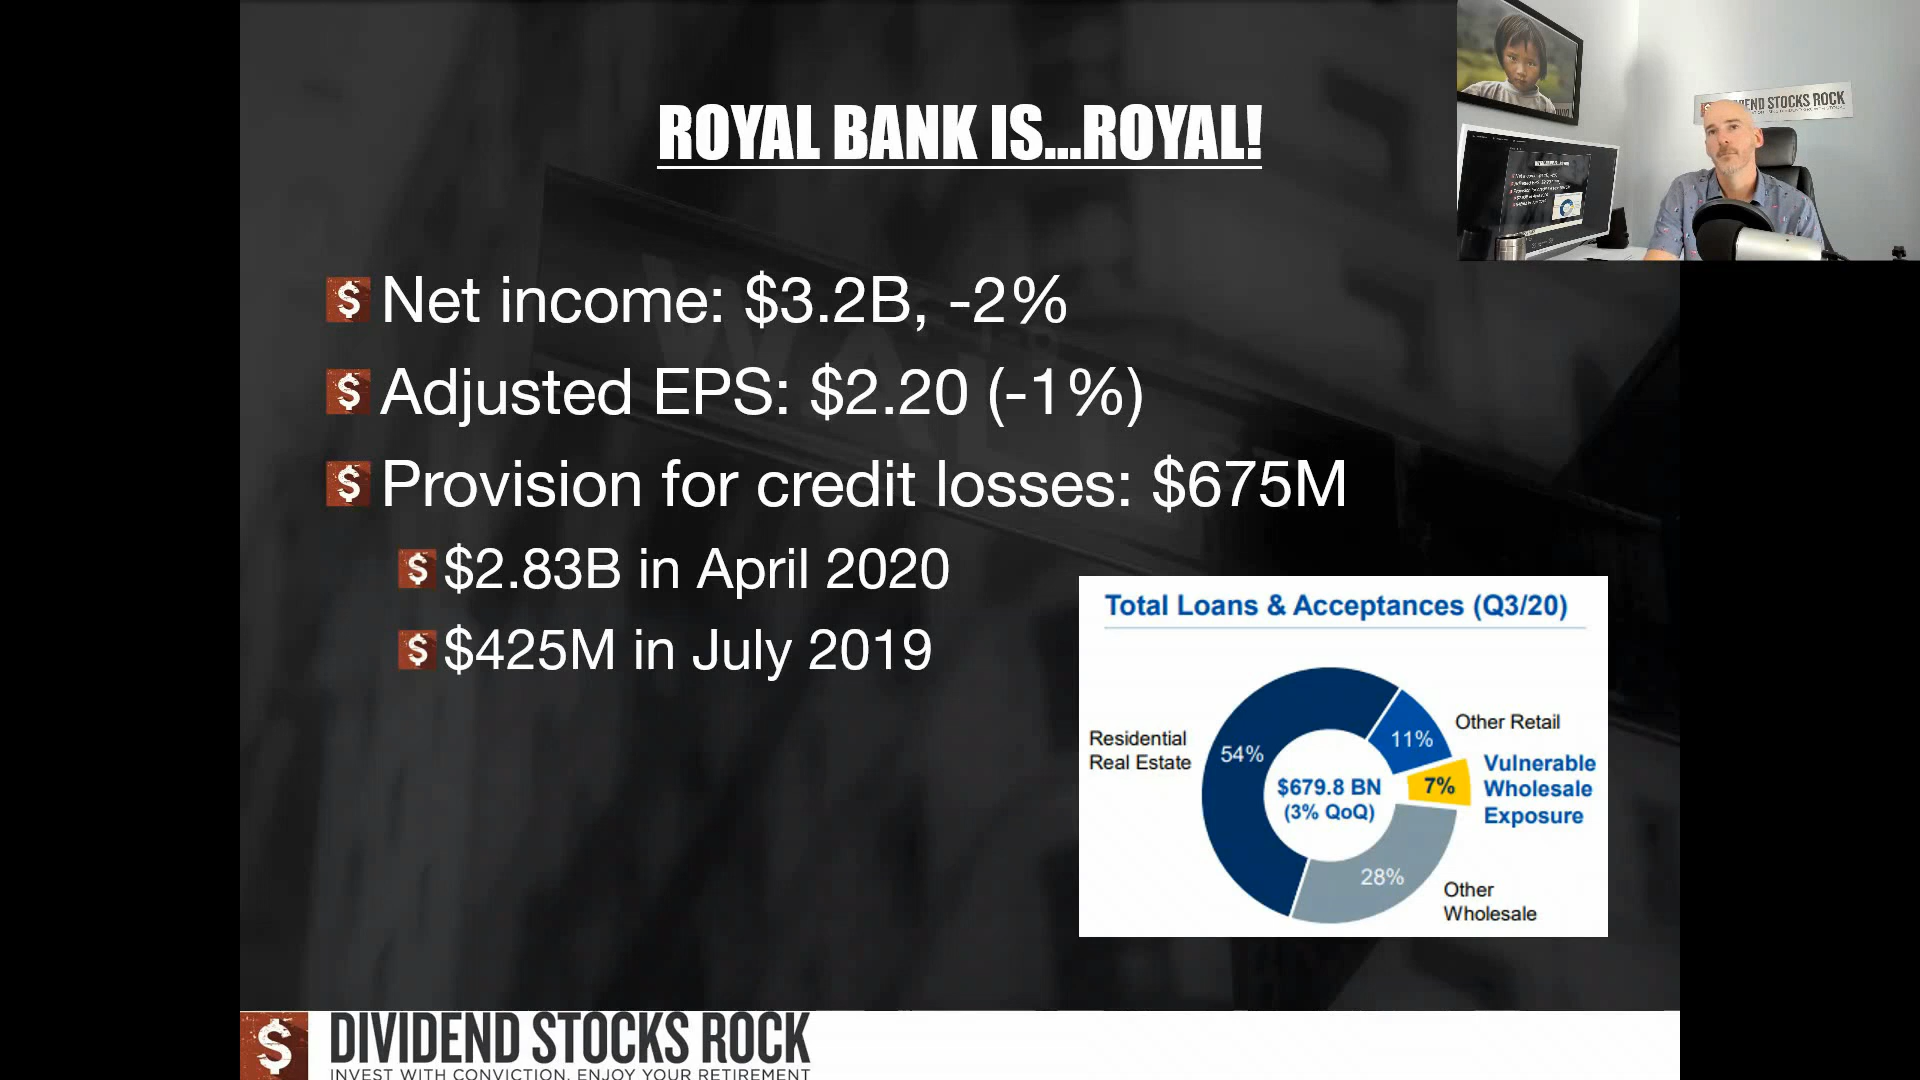 ROYAL BANK IS...ROYAL!
END STOCKS ROCK
Net income: $3.2B, -2%
Adjusted EPS: $2.20 (-1%)
Provision for credit losses: $675M
$2.83B in April 2020
$425M in July 2019
Total Loans & Acceptances (Q3/20)
Residential
Real Estate
54%
11%
Other Retail
7%
Vulnerable
Wholesale
Exposure
$679.8 BN
(3% QoQ)
28%
Other
Wholesale
DIVIDEND STOCKS ROCK
INVEST WITH CONVICTION. ENJOY YOUR RETIREMENT